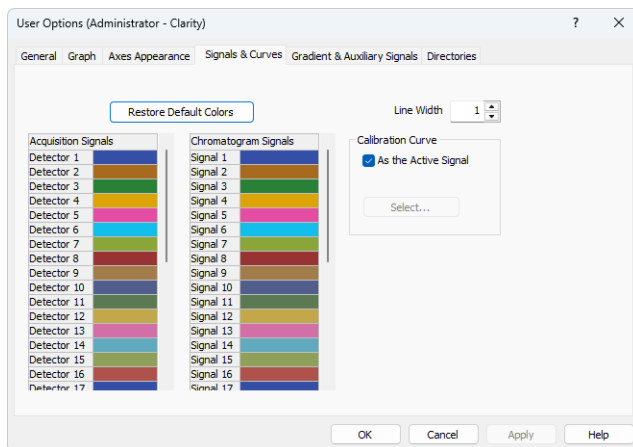 User Options (Administrator - Clarity)
? ×
General Graph Axes Appearance Signals & Curves Gradient & Auxiliary Signals Directories
Restore Default Colors
Line Width 1
Acquisition Signals
Detector 1
Detector 2
Detector 3
Detector 4
Detector 5
Detector 6
Detector 7
Detector 8
Detector 9
Detector 10
Detector 11
Detector 12
Detector 13
Detector 14
Detector 15
Detector 16
Detector 17
Chromatogram Signals
Signal 1
Signal 2
Signal 3
Signal 4
Signal 5
Signal 6
Signal 7
Signal 8
Signal 9
Signal 10
Signal 11
Signal 12
Signal 13
Signal 14
Signal 15
Signal 16
Signal 17
Calibration Curve
As the Active Signal
Select...
OK Cancel Apply Help